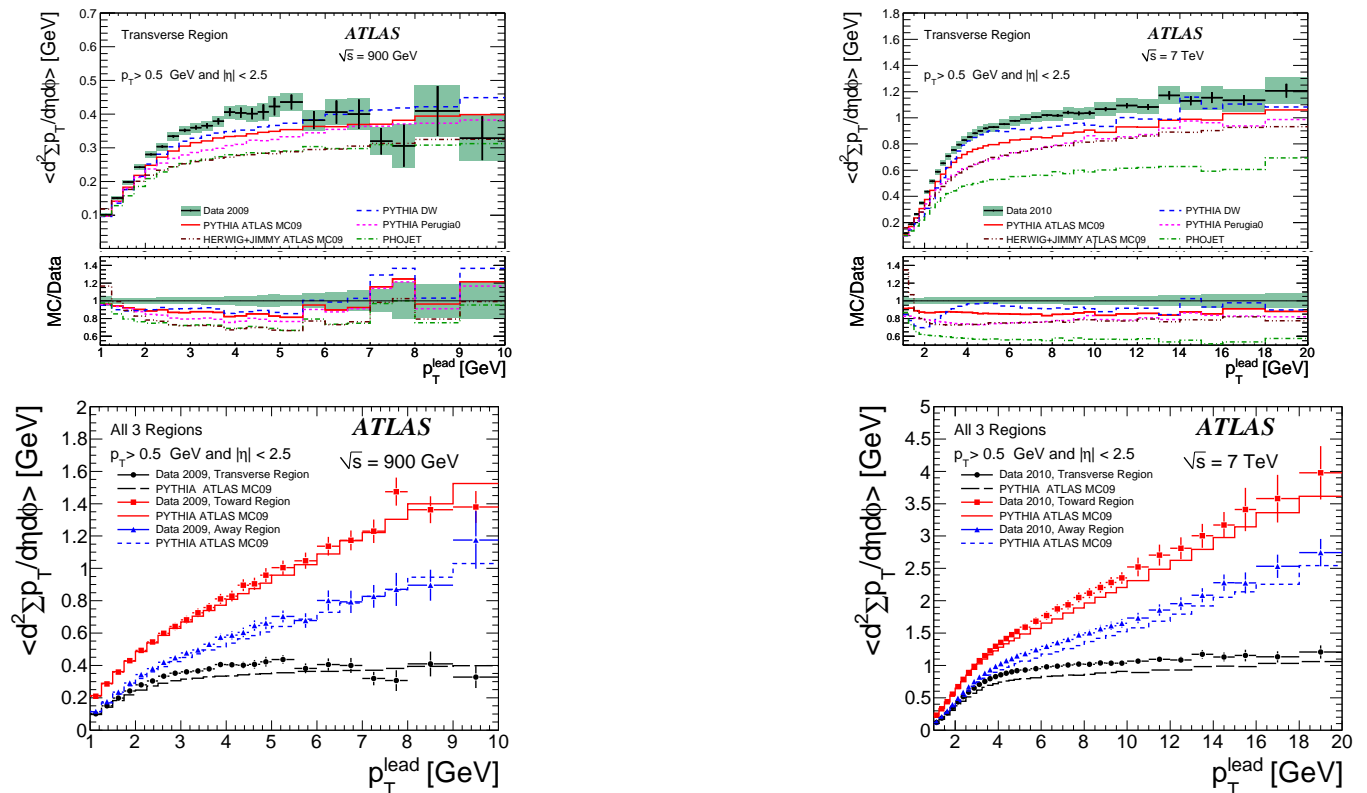 0.7
0.6
0.5
0.4
0.3
0.2
0.1
<d²Σp_T/dηdφ> [GeV]
Transverse Region
ATLAS
√s = 900 GeV
p_T > 0.5 GeV and |η| < 2.5
Data 2009
PYTHIA ATLAS MC09
HERWIG+JIMMY ATLAS MC09
PYTHIA DW
PYTHIA Perugia0
PHOJET
MC/Data
1.4
1.2
1
0.8
0.6
1 2 3 4 5 6 7 8 9 10
p_T^lead [GeV]
1.8
1.6
1.4
1.2
1.0
0.8
0.6
0.4
0.2
<d²Σp_T/dηdφ> [GeV]
Transverse Region
ATLAS
√s = 7 TeV
p_T > 0.5 GeV and |η| < 2.5
Data 2010
PYTHIA ATLAS MC09
HERWIG+JIMMY ATLAS MC09
PYTHIA DW
PYTHIA Perugia0
PHOJET
MC/Data
1.4
1.2
1
0.8
0.6
2 4 6 8 10 12 14 16 18 20
p_T^lead [GeV]
2
1.8
1.6
1.4
1.2
1
0.8
0.6
0.4
0.2
0
<d²Σp_T/dηdφ> [GeV]
All 3 Regions
ATLAS
p_T > 0.5 GeV and |η| < 2.5
√s = 900 GeV
Data 2009, Transverse Region
PYTHIA ATLAS MC09
Data 2009, Toward Region
PYTHIA ATLAS MC09
Data 2009, Away Region
PYTHIA ATLAS MC09
1 2 3 4 5 6 7 8 9 10
p_T^lead [GeV]
5
4.5
4
3.5
3
2.5
2
1.5
1
0.5
0
<d²Σp_T/dηdφ> [GeV]
All 3 Regions
ATLAS
p_T > 0.5 GeV and |η| < 2.5
√s = 7 TeV
Data 2010, Transverse Region
PYTHIA ATLAS MC09
Data 2010, Toward Region
PYTHIA ATLAS MC09
Data 2010, Away Region
PYTHIA ATLAS MC09
2 4 6 8 10 12 14 16 18 20
p_T^lead [GeV]